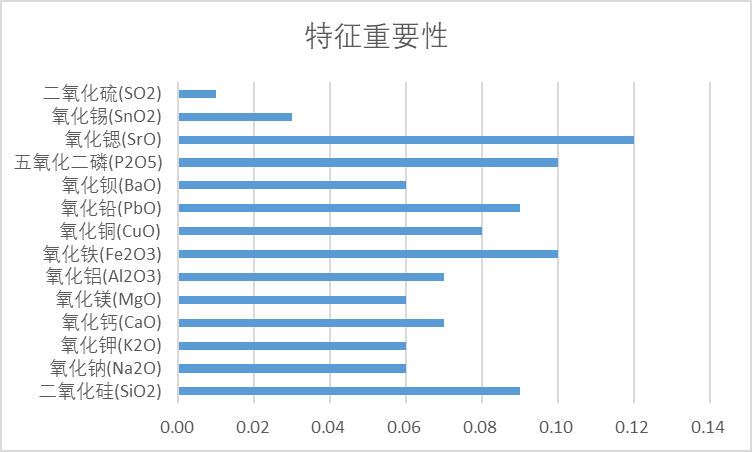 特征重要性
二氧化硫(SO2)
氧化锡(SnO2)
氧化锶(SrO)
五氧化二磷(P2O5)
氧化钡(BaO)
氧化铅(PbO)
氧化铜(CuO)
氧化铁(Fe2O3)
氧化铝(Al2O3)
氧化镁(MgO)
氧化钙(CaO)
氧化钾(K2O)
氧化钠(Na2O)
二氧化硅(SiO2)
0.00 0.02 0.04 0.06 0.08 0.10 0.12 0.14